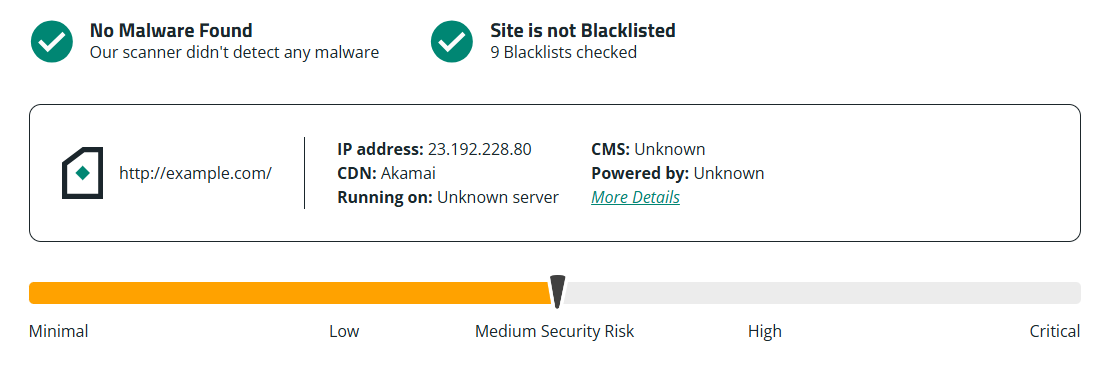 No Malware Found
Our scanner didn't detect any malware
Site is not Blacklisted
9 Blacklists checked
http://example.com/
IP address: 23.192.228.80
CDN: Akamai
Running on: Unknown server
CMS: Unknown
Powered by: Unknown
More Details
Minimal
Low
Medium Security Risk
High
Critical